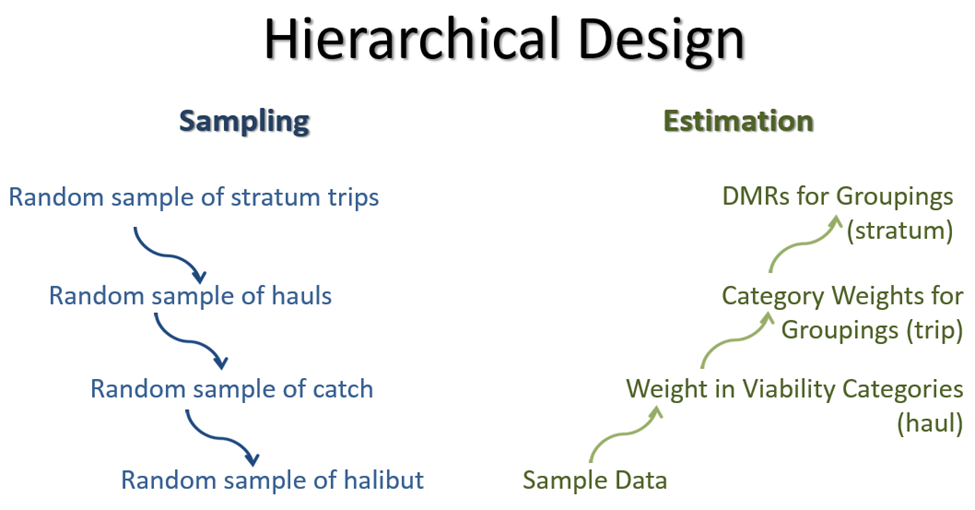 Hierarchical Design
Sampling
Random sample of stratum trips
Random sample of hauls
Random sample of catch
Random sample of halibut
Estimation
DMRs for Groupings
(stratum)
Category Weights for
Groupings (trip)
Weight in Viability Categories
(haul)
Sample Data